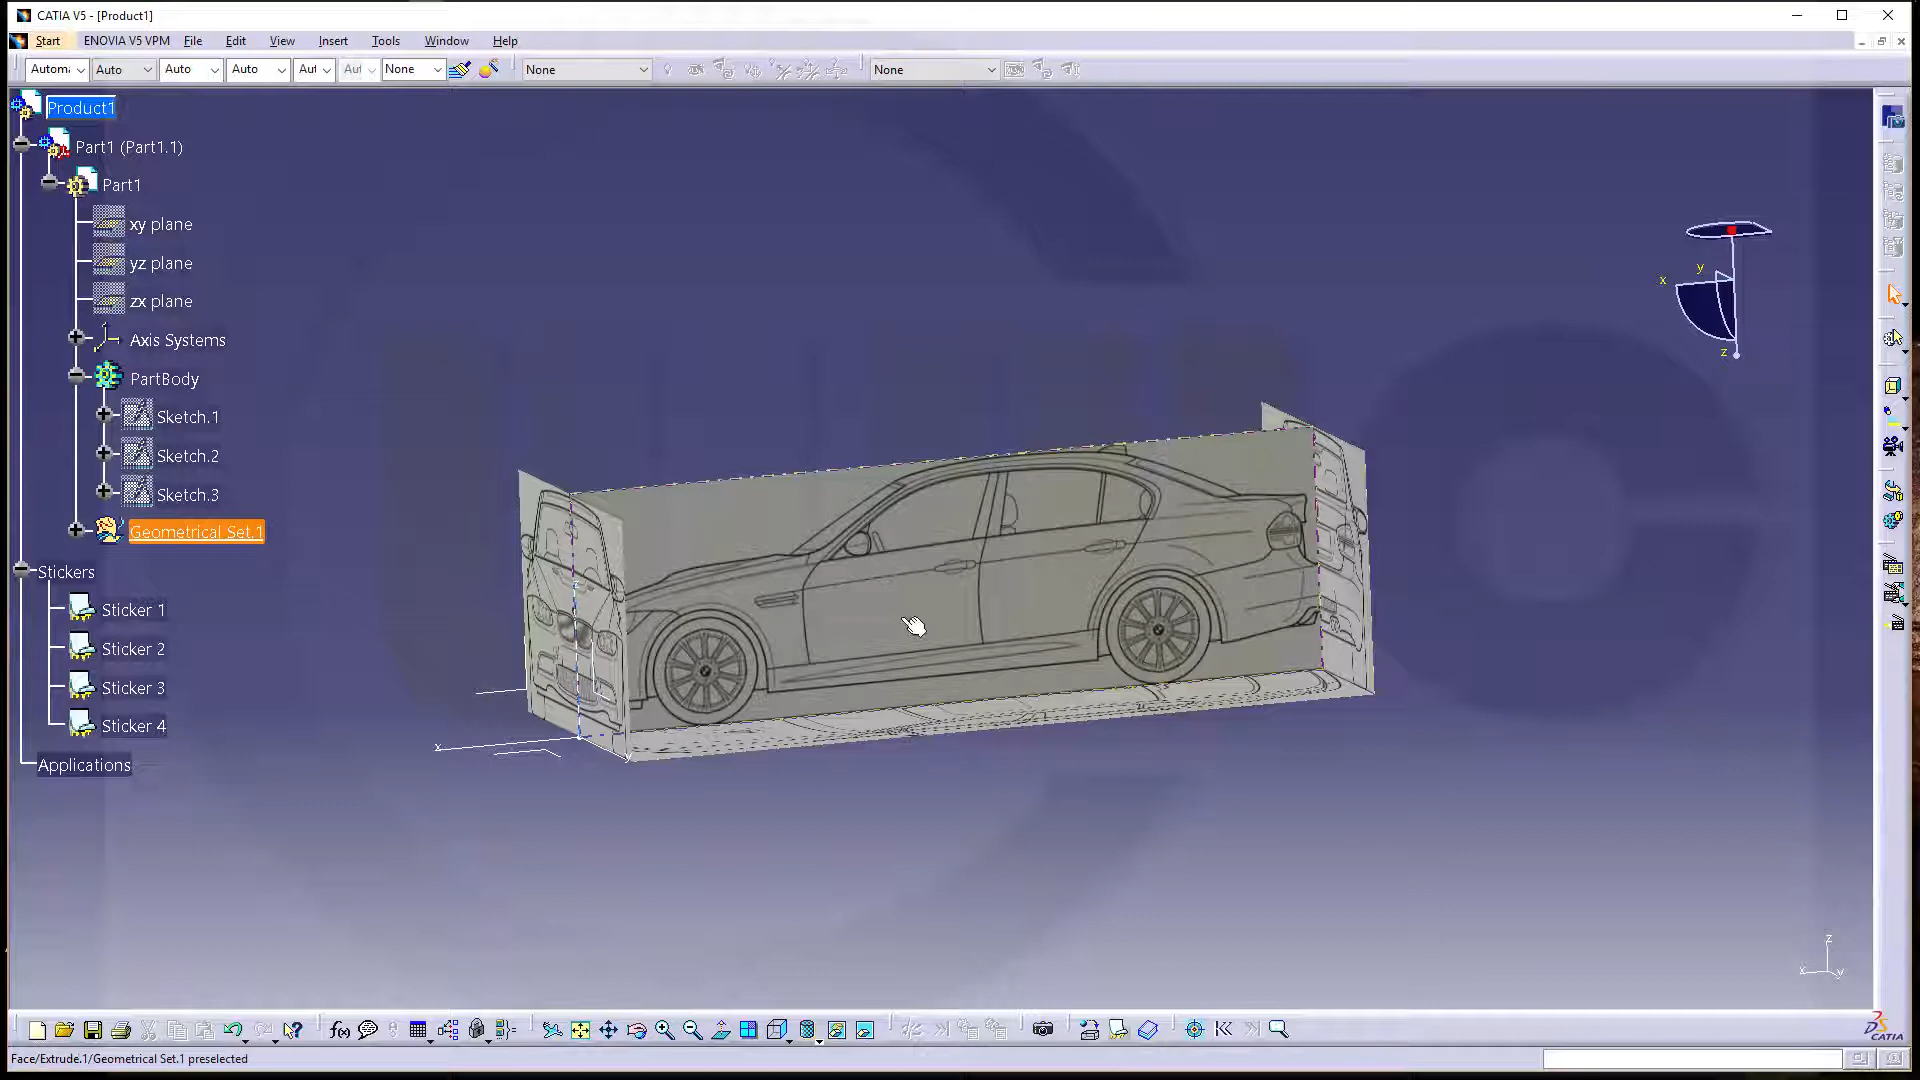 CATIA V5 - [Product1]
Start ENOVIA V5 VPM File Edit View Insert Tools Window Help
Automa Auto Auto Auto Aut Aut None None None
Product1
Part1 (Part1.1)
Part1
xy plane
yz plane
zx plane
Axis Systems
PartBody
Sketch.1
Sketch.2
Sketch.3
Geometrical Set.1
Stickers
Sticker 1
Sticker 2
Sticker 3
Sticker 4
Applications
x
y
z
x
y
z
z
x
y
CATIA
Face/Extrude.1/Geometrical Set.1 preselected